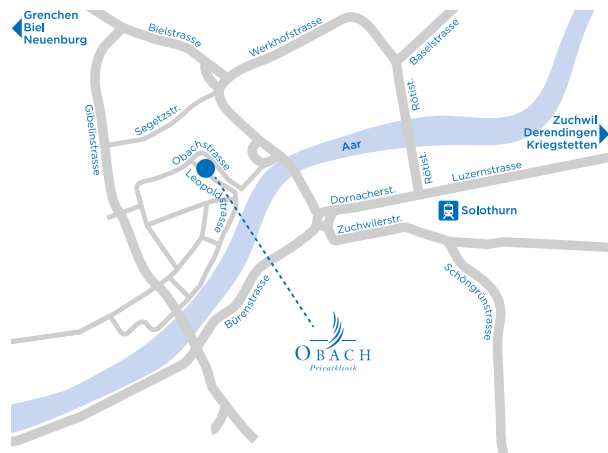 Grenchen
Biel
Neuenburg
Bielstrasse
Werkhofstrasse
Baselstrasse
Gibelinstrasse
Segetzstr.
Rötist.
Zuchwil
Derendingen
Kriegstetten
Aar
Obachstrasse
Leopoldstrasse
Rötist.
Luzernstrasse
Dornacherst.
Solothurn
Zuchwilerstr.
Schöngrünstrasse
Bürenstrasse
OBACH
Privatklinik